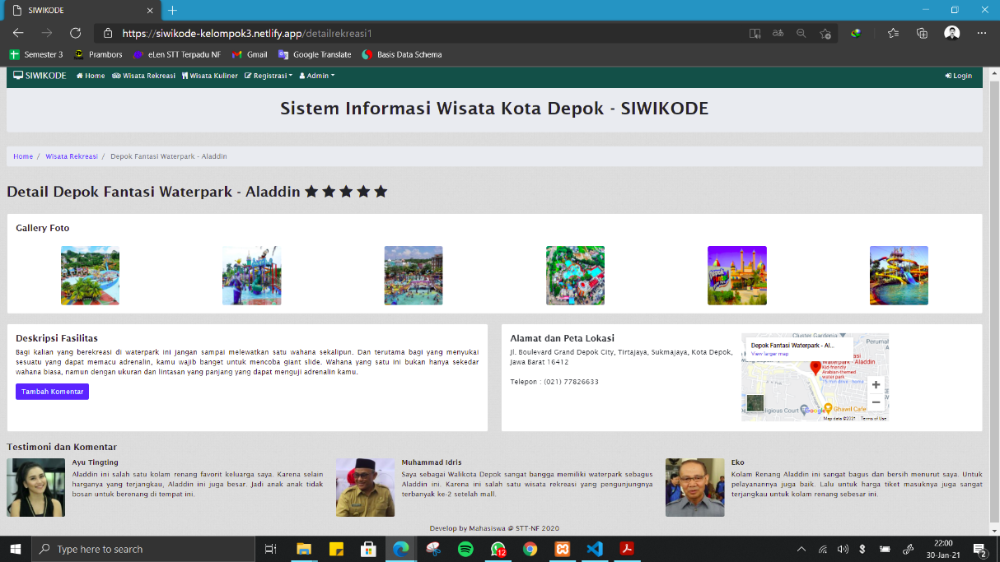 SIWIKODE
https://siwikode-kelompok3.netlify.app/detailrekreasi1
Semester 3 Prambors eLen STT Terpadu NF Gmail Google Translate Basis Data Schema
SIWIKODE Home Wisata Rekreasi Wisata Kuliner Registrasi Admin Login
Sistem Informasi Wisata Kota Depok - SIWIKODE
Home / Wisata Rekreasi / Depok Fantasi Waterpark - Aladdin
Detail Depok Fantasi Waterpark - Aladdin
Gallery Foto
Deskripsi Fasilitas
Bagi kalian yang berekreasi di waterpark ini jangan sampai melewatkan satu wahana sekalipun. Dan terutama bagi yang menyukai
sesuatu yang dapat memacu adrenalin, kamu wajib banget untuk mencoba giant slide. Wahana yang satu ini bukan hanya sekedar
wahana biasa, namun dengan ukuran dan lintasan yang panjang yang dapat menguji adrenalin kamu.
Tambah Komentar
Alamat dan Peta Lokasi
Jl. Boulevard Grand Depok City, Tirtajaya, Sukmajaya, Kota Depok,
Jawa Barat 16412
Telepon : (021) 77826633
Cluster Gardenia
Perumah
Depok Fantasi Waterpark - Al...
View larger map
Waterpark - Aladdin
Kid-friendly
Arabian-themed
water park
15 min drive - home
Religious Court
Google
Ghawil Cafe
Map data ©2021 Terms of Use
Testimoni dan Komentar
Ayu Tingting
Aladdin ini salah satu kolam renang favorit keluarga saya. Karena selain
harganya yang terjangkau, Aladdin ini juga besar. Jadi anak anak tidak
bosan untuk berenang di tempat ini.
Muhammad Idris
Saya sebagai Walikota Depok sangat bangga memiliki waterpark sebagus
Aladdin ini. Karena ini salah satu wisata rekreasi yang pengunjungnya
terbanyak ke-2 setelah mall.
Eko
Kolam Renang Aladdin ini sangat bagus dan bersih menurut saya. Untuk
pelayanannya juga baik. Lalu untuk harga tiket masuknya juga sangat
terjangkau untuk kolam renang sebesar ini.
Develop by Mahasiswa @ STT-NF 2020
Type here to search
12
22:00
30-Jan-21
2